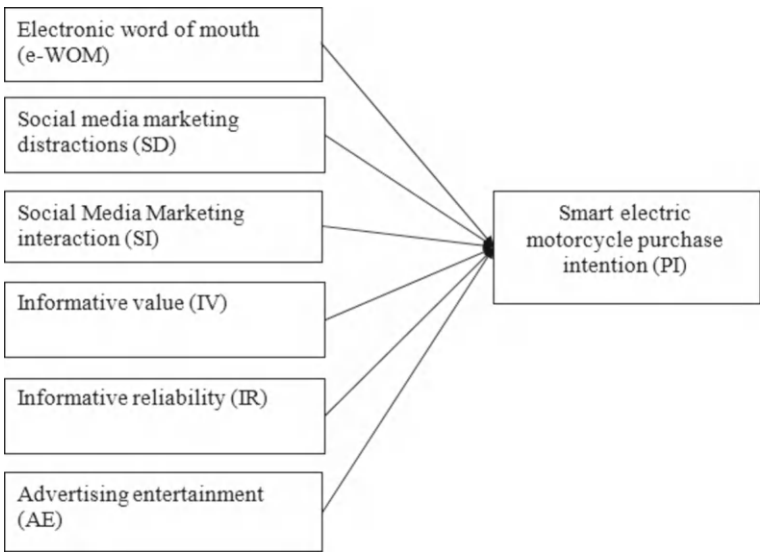 Electronic word of mouth
(e-WOM)
Social media marketing
distractions (SD)
Social Media Marketing
interaction (SI)
Informative value (IV)
Informative reliability (IR)
Advertising entertainment
(AE)
Smart electric
motorcycle purchase
intention (PI)